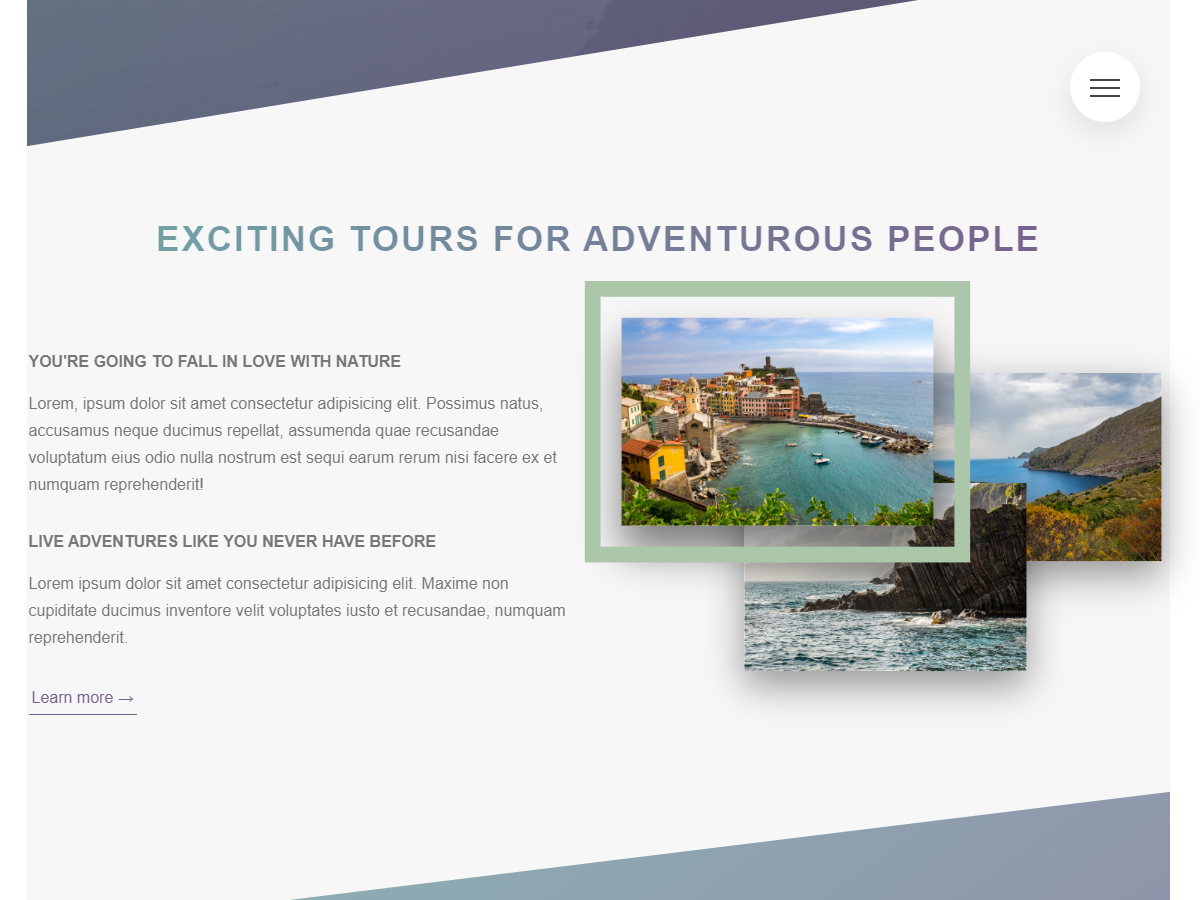 EXCITING TOURS FOR ADVENTUROUS PEOPLE
YOU'RE GOING TO FALL IN LOVE WITH NATURE
Lorem, ipsum dolor sit amet consectetur adipisicing elit. Possimus natus,
accusamus neque ducimus repellat, assumenda quae recusandae
voluptatum eius odio nulla nostrum est sequi earum rerum nisi facere ex et
numquam reprehenderit!
LIVE ADVENTURES LIKE YOU NEVER HAVE BEFORE
Lorem ipsum dolor sit amet consectetur adipisicing elit. Maxime non
cupiditate ducimus inventore velit voluptates iusto et recusandae, numquam
reprehenderit.
Learn more →